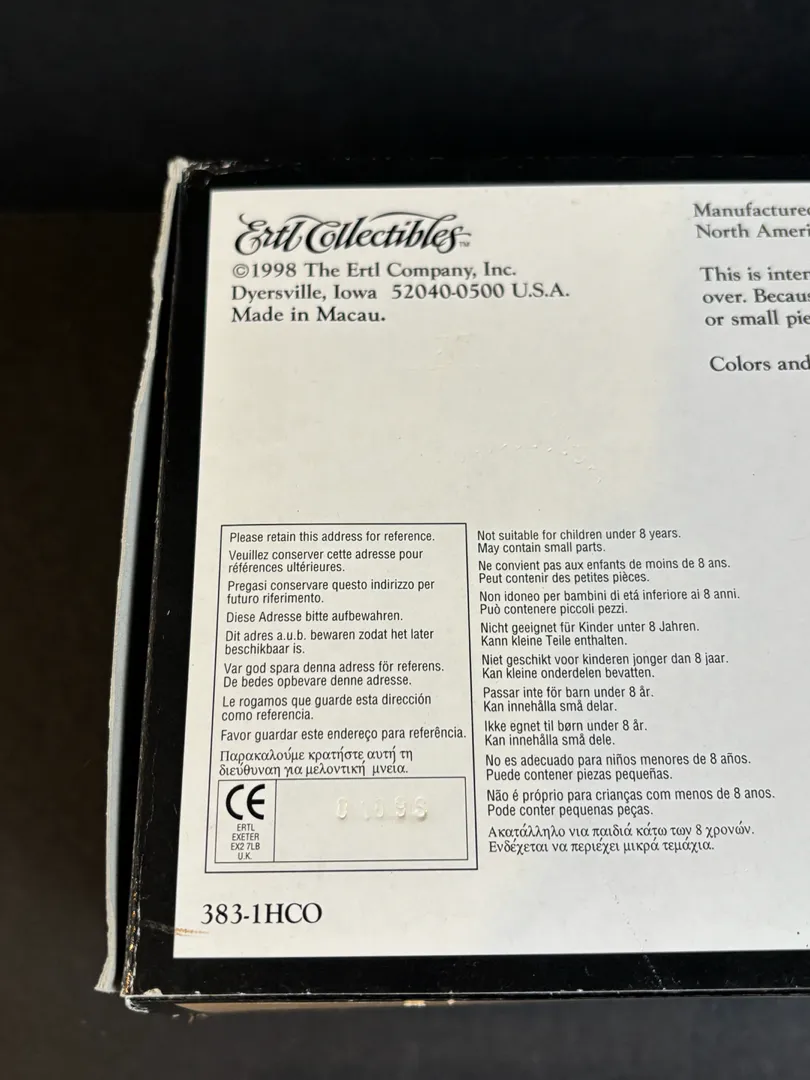 Ertl Collectibles™
©1998 The Ertl Company, Inc.
Dyersville, Iowa 52040-0500 U.S.A.
Made in Macau.
Manufactured
North Ameri
This is inter
over. Becaus
or small pie
Colors and
Please retain this address for reference.
Veuillez conserver cette adresse pour
références ultérieures.
Pregasi conservare questo indirizzo per
futuro riferimento.
Diese Adresse bitte aufbewahren.
Dit adres a.u.b. bewaren zodat het later
beschikbaar is.
Var god spara denna adress för referens.
De bedes opbevare denne adresse.
Le rogamos que guarde esta dirección
como referencia.
Favor guardar este endereço para referência.
Παρακαλούμε κρατήστε αυτή τη
διεύθυναη για μελοντική μνεία.
CE
ERTL
EXETER
EX2 7LB
U.K.
Not suitable for children under 8 years.
May contain small parts.
Ne convient pas aux enfants de moins de 8 ans.
Peut contenir des petites pièces.
Non idoneo per bambini di etá inferiore ai 8 anni.
Può contenere piccoli pezzi.
Nicht geeignet für Kinder unter 8 Jahren.
Kann kleine Teile enthalten.
Niet geschikt voor kinderen jonger dan 8 jaar.
Kan kleine onderdelen bevatten.
Passar inte för barn under 8 år.
Kan innehålla små delar.
Ikke egnet til børn under 8 år.
Kan innehålla små dele.
No es adecuado para niños menores de 8 años.
Puede contener piezas pequeñas.
Não é próprio para crianças com menos de 8 anos.
Pode conter pequenas peças.
Ακατάλληλο νια παιδιά κάτω των 8 χρονών.
Ενδέχεται να περιέχει μικρά τεμάχια.
383-1HCO